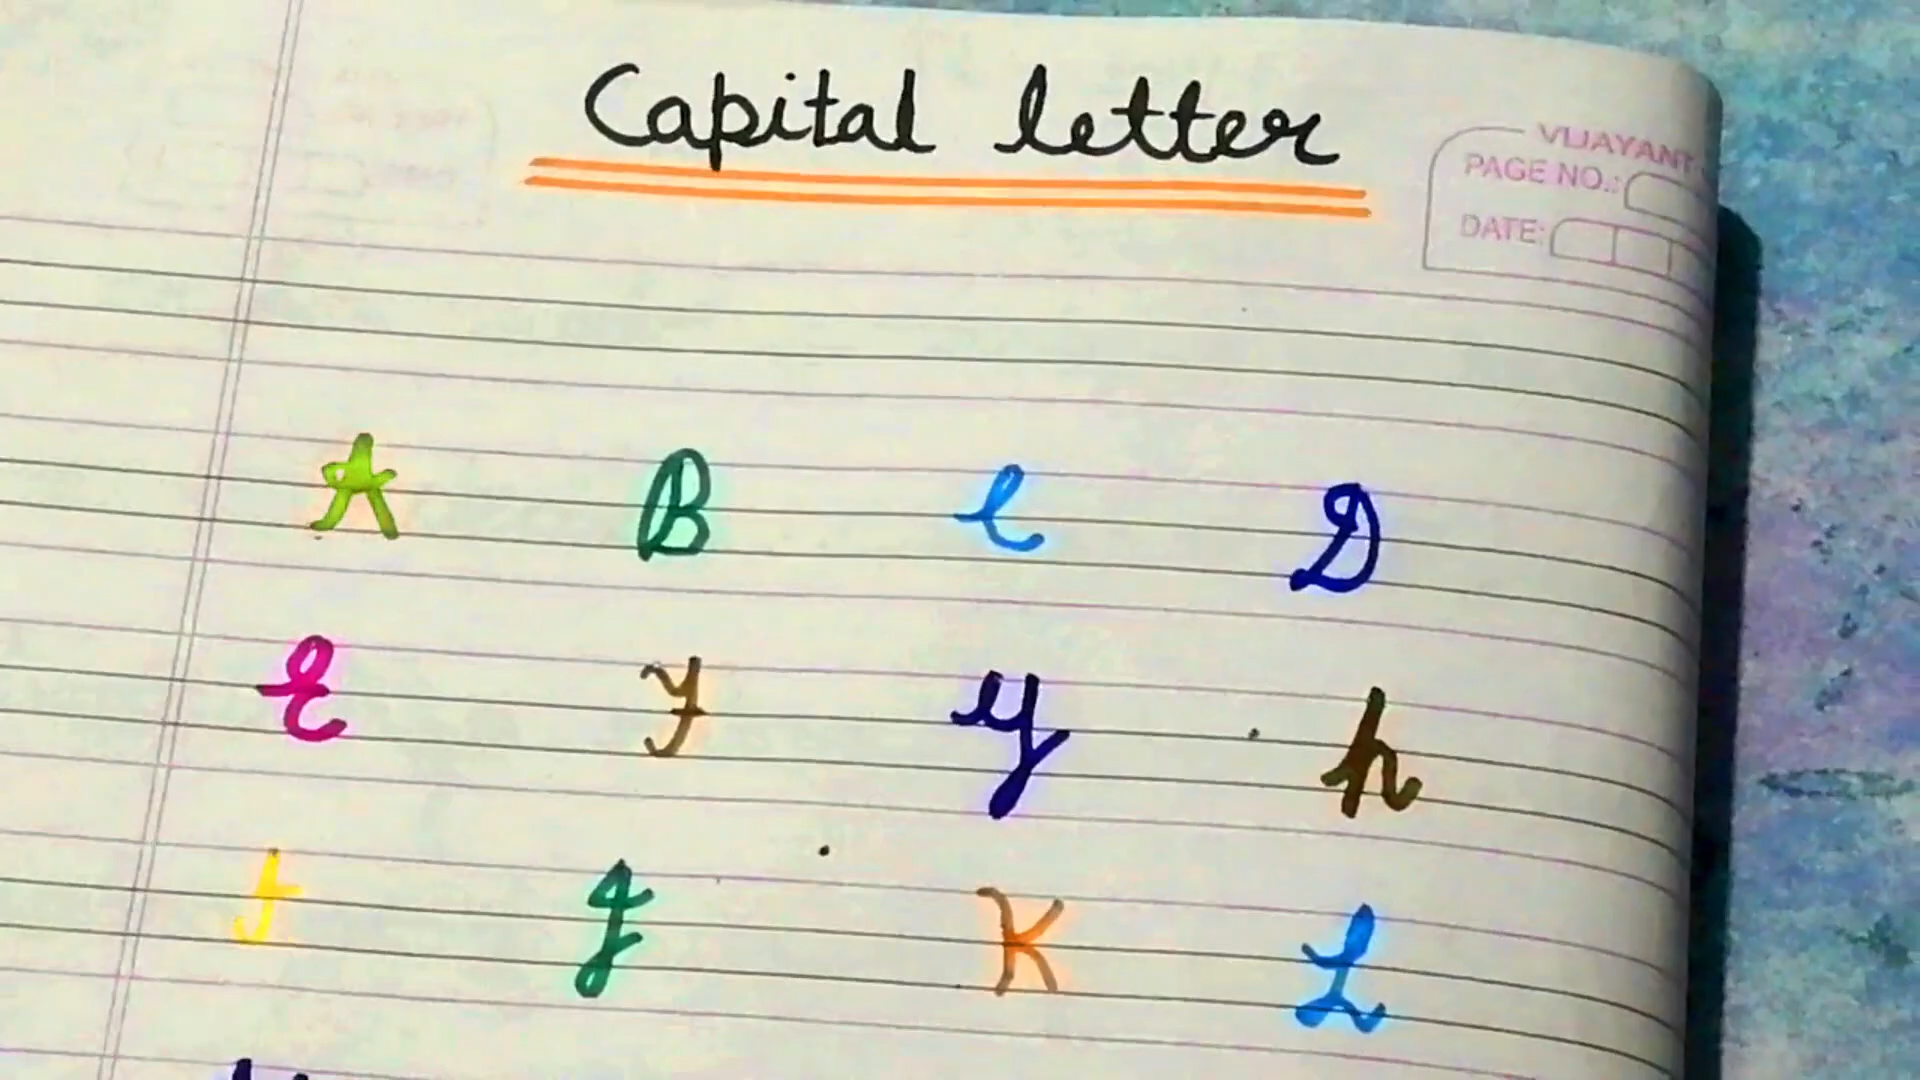 Capital letter
VIJAYANT
PAGE NO.:
DATE:
A B C D
E F G H
I J K L